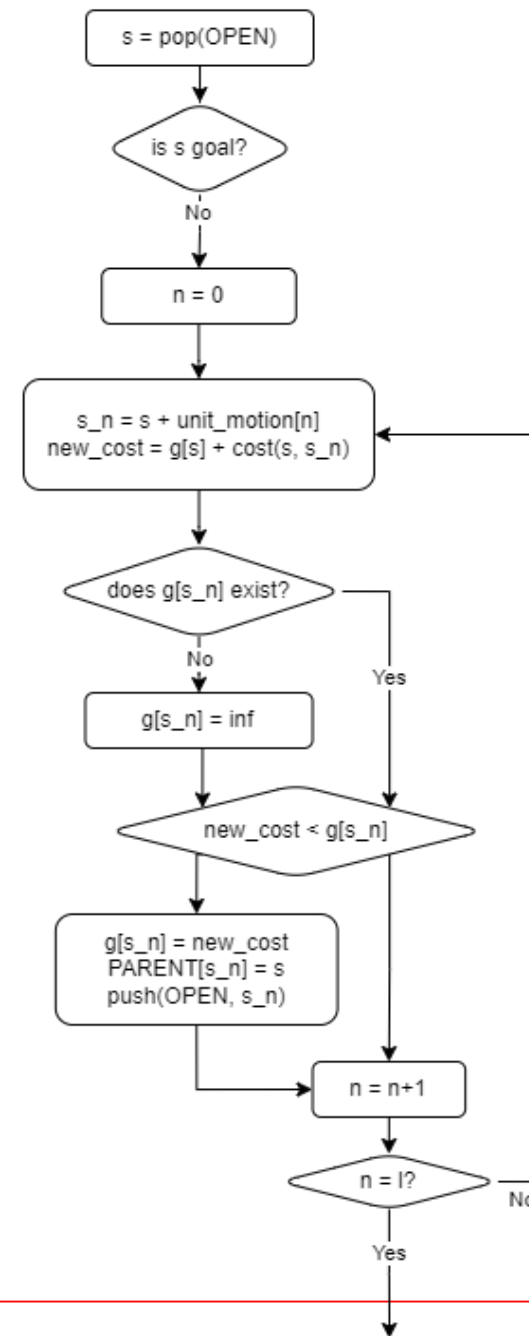 s = pop(OPEN)
is s goal?
No
n = 0
s_n = s + unit_motion[n]
new_cost = g[s] + cost(s, s_n)
does g[s_n] exist?
No
Yes
g[s_n] = inf
new_cost < g[s_n]
g[s_n] = new_cost
PARENT[s_n] = s
push(OPEN, s_n)
n = n+1
n = l?
No
Yes